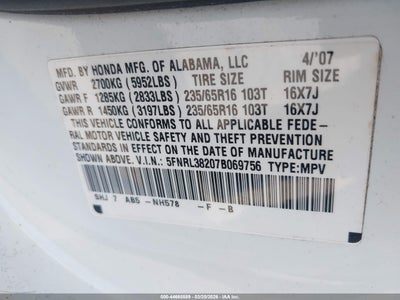 MFD. BY HONDA MFG. OF ALABAMA, LLC 4/'07
GVWR 2700KG (5952LBS) TIRE SIZE RIM SIZE
GAWR F 1285KG (2833LBS) 235/65R16 103T 16X7J
GAWR R 1450KG (3197LBS) 235/65R16 103T 16X7J
THIS VEHICLE CONFORMS TO ALL APPLICABLE FEDE-
RAL MOTOR VEHICLE SAFETY AND THEFT PREVENTION
STANDARDS IN EFFECT ON THE DATE OF MANUFACTURE
SHOWN ABOVE. V.I.N.: 5FNRL38207B069756 TYPE:MPV
SHJ 7 AB5 -NH578 -F -B